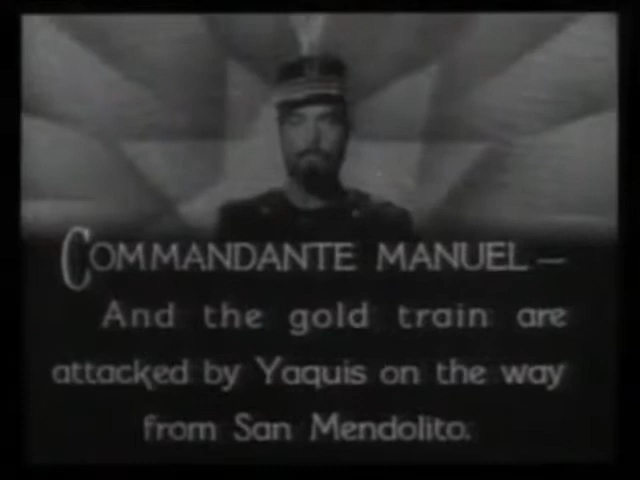 COMMANDANTE MANUEL—
And the gold train are
attacked by Yaquis on the way
from San Mendolito.